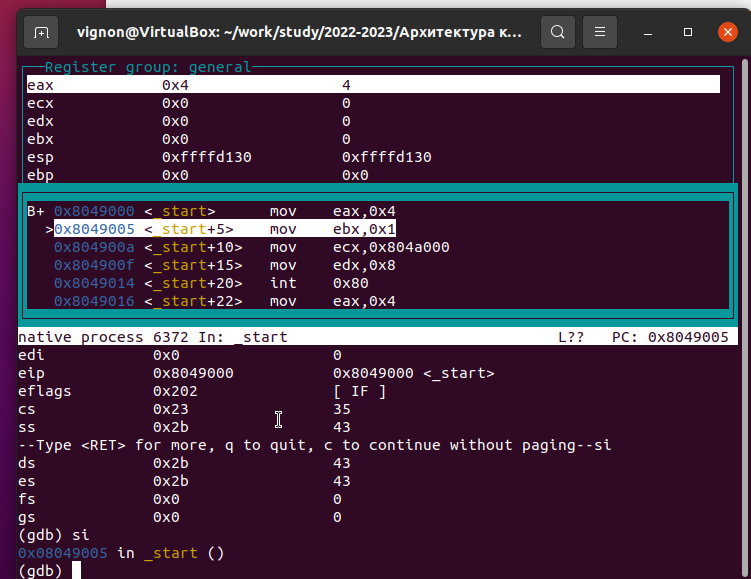 vignon@VirtualBox: ~/work/study/2022-2023/Архитектура к...
Register group: general
eax 0x4 4
ecx 0x0 0
edx 0x0 0
ebx 0x0 0
esp 0xffffd130 0xffffd130
ebp 0x0 0x0
B+ 0x8049000 <_start> mov eax,0x4
>0x8049005 <_start+5> mov ebx,0x1
0x804900a <_start+10> mov ecx,0x804a000
0x804900f <_start+15> mov edx,0x8
0x8049014 <_start+20> int 0x80
0x8049016 <_start+22> mov eax,0x4
native process 6372 In: _start L?? PC: 0x8049005
edi 0x0 0
eip 0x8049000 0x8049000 <_start>
eflags 0x202 [ IF ]
cs 0x23 35
ss 0x2b 43
--Type <RET> for more, q to quit, c to continue without paging--si
ds 0x2b 43
es 0x2b 43
fs 0x0 0
gs 0x0 0
(gdb) si
0x08049005 in _start ()
(gdb)